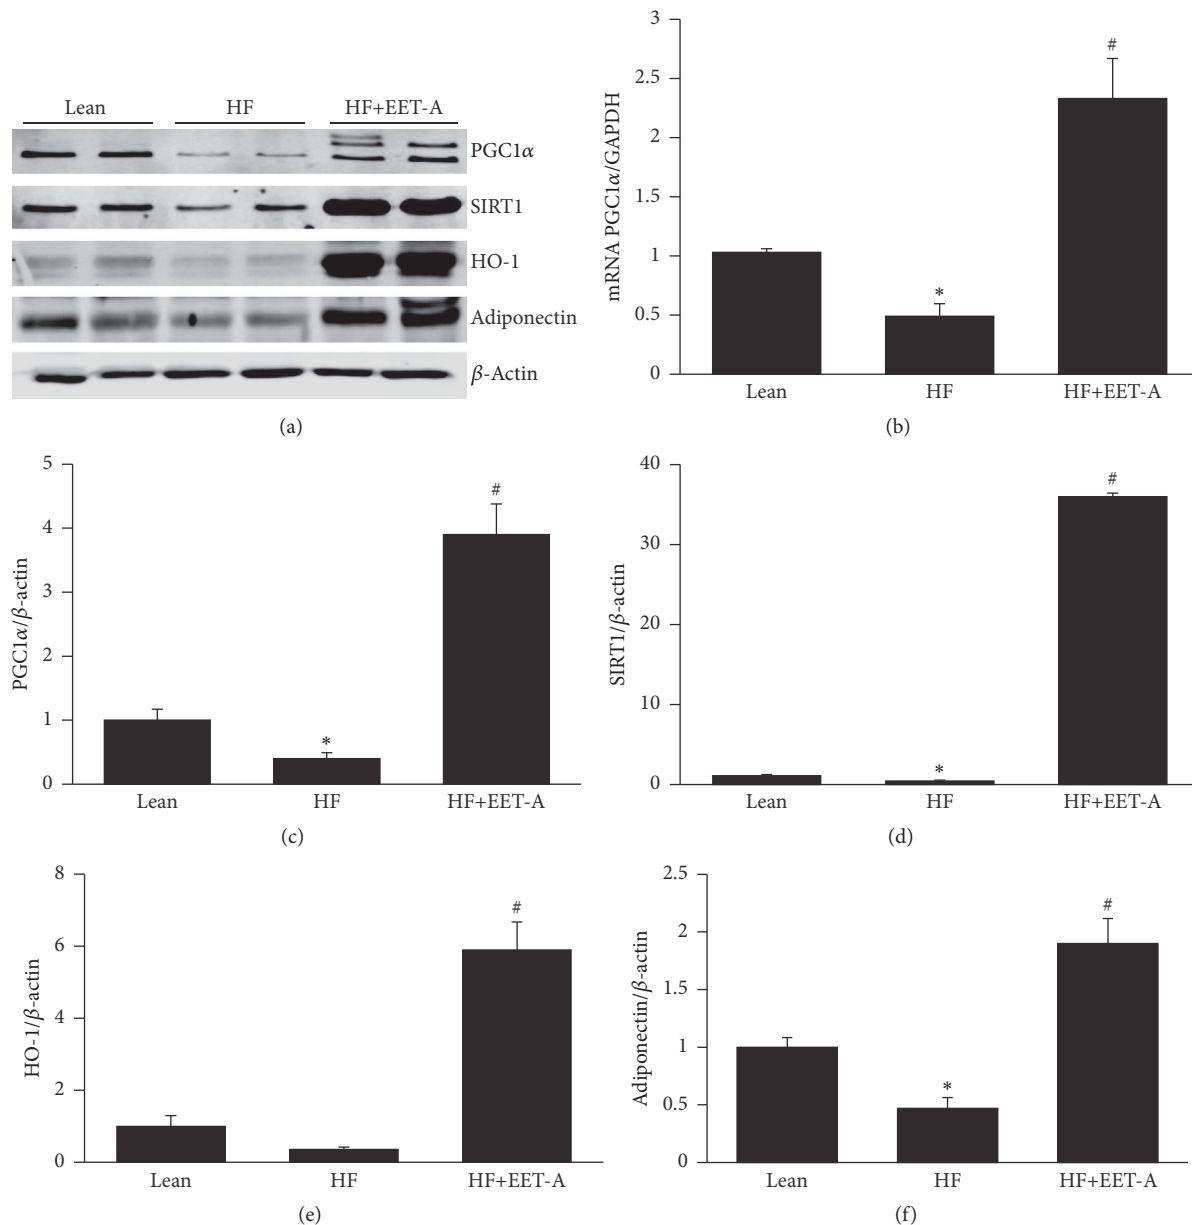 Lean HF HF+EET-A
PGC1α
SIRT1
HO-1
Adiponectin
β-Actin
(a)
mRNA PGC1α/GAPDH
3
2.5
2
1.5
1
0.5
0
#
*
Lean HF HF+EET-A
(b)
PGC1α/β-actin
5
4
3
2
1
0
#
*
Lean HF HF+EET-A
(c)
SIRT1/β-actin
40
30
20
10
0
#
*
Lean HF HF+EET-A
(d)
HO-1/β-actin
8
6
4
2
0
#
Lean HF HF+EET-A
(e)
Adiponectin/β-actin
2.5
2
1.5
1
0.5
0
#
*
Lean HF HF+EET-A
(f)